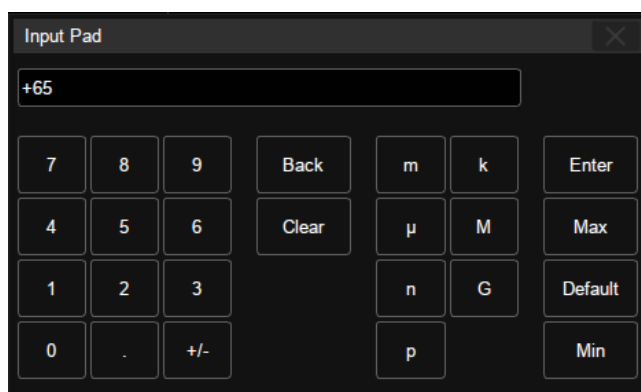 Input Pad
+65
7 8 9 Back m k Enter
4 5 6 Clear µ M Max
1 2 3 n G Default
0 . +/- p Min